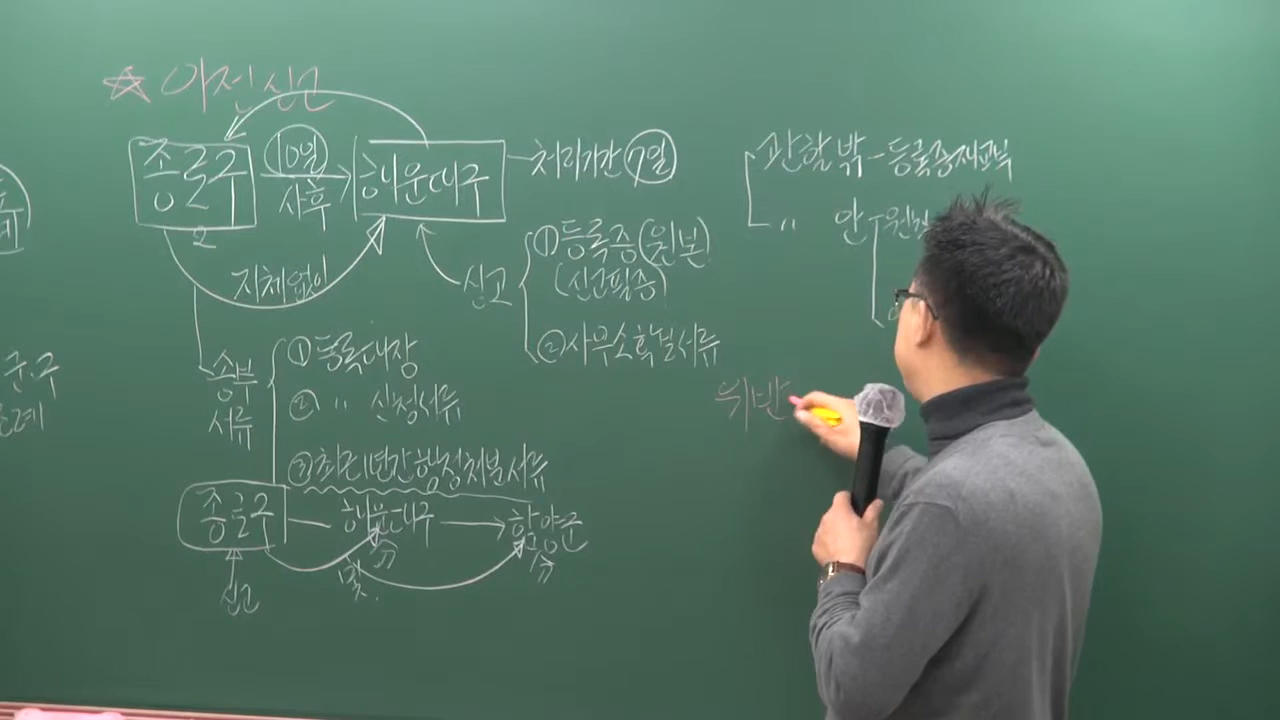 ☆ 이전신고
종로구 10일 사후 해운대구 - 처리기간 7일
지체없이
신고 ① 등록증(원본)
(신고필증)
② 사무소확보서류
송부 서류 ① 등록대장
② 〃 신청서류
③ 최근1년간행정처분서류
종로구 - 해운대구 → 함양군
신고
및
관할 밖 - 등록증재교부
〃 안
위반
군·구